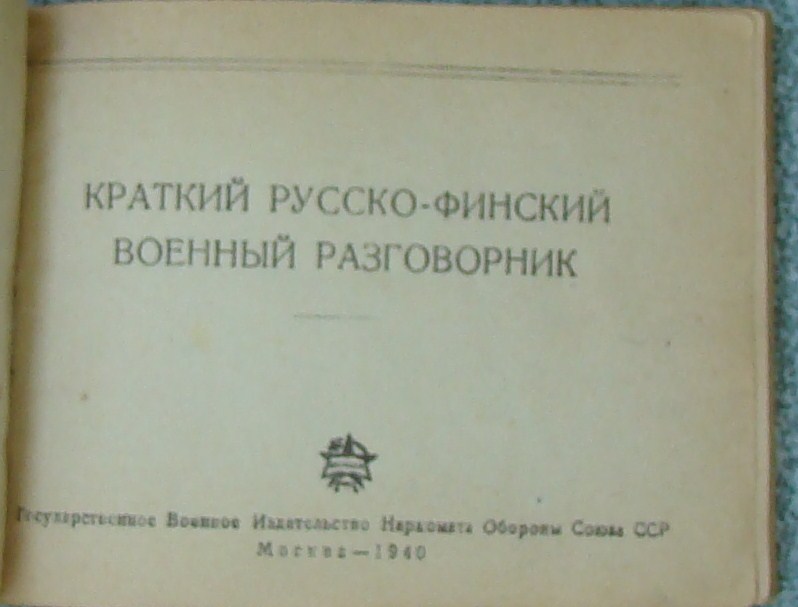 КРАТКИЙ РУССКО-ФИНСКИЙ
ВОЕННЫЙ РАЗГОВОРНИК
Государственное Военное Издательство Наркомата Обороны Союза ССР
Москва — 1940